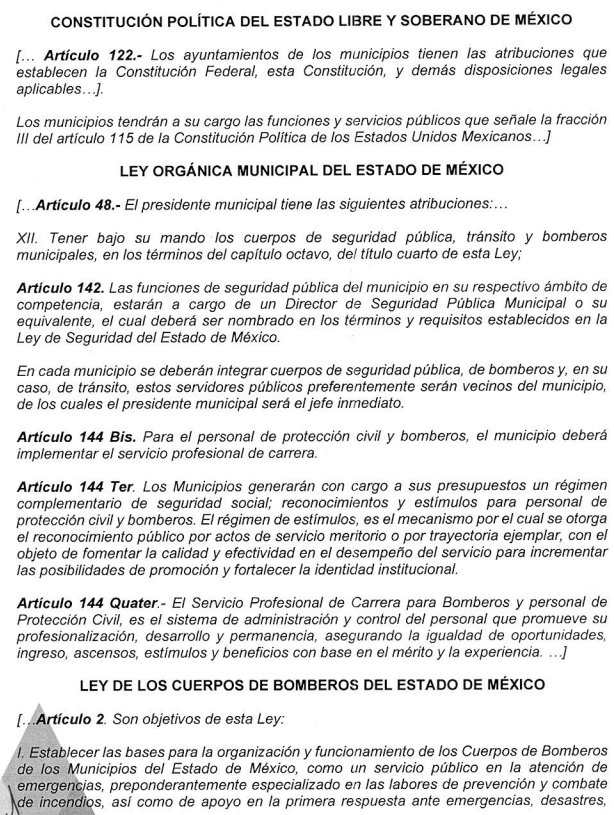 CONSTITUCIÓN POLÍTICA DEL ESTADO LIBRE Y SOBERANO DE MÉXICO
[… Artículo 122.- Los ayuntamientos de los municipios tienen las atribuciones que
establecen la Constitución Federal, esta Constitución, y demás disposiciones legales
aplicables…].
Los municipios tendrán a su cargo las funciones y servicios públicos que señale la fracción
III del artículo 115 de la Constitución Política de los Estados Unidos Mexicanos…]
LEY ORGÁNICA MUNICIPAL DEL ESTADO DE MÉXICO
[…Artículo 48.- El presidente municipal tiene las siguientes atribuciones:…
XII. Tener bajo su mando los cuerpos de seguridad pública, tránsito y bomberos
municipales, en los términos del capítulo octavo, del título cuarto de esta Ley;
Artículo 142. Las funciones de seguridad pública del municipio en su respectivo ámbito de
competencia, estarán a cargo de un Director de Seguridad Pública Municipal o su
equivalente, el cual deberá ser nombrado en los términos y requisitos establecidos en la
Ley de Seguridad del Estado de México.
En cada municipio se deberán integrar cuerpos de seguridad pública, de bomberos y, en su
caso, de tránsito, estos servidores públicos preferentemente serán vecinos del municipio,
de los cuales el presidente municipal será el jefe inmediato.
Artículo 144 Bis. Para el personal de protección civil y bomberos, el municipio deberá
implementar el servicio profesional de carrera.
Artículo 144 Ter. Los Municipios generarán con cargo a sus presupuestos un régimen
complementario de seguridad social; reconocimientos y estímulos para personal de
protección civil y bomberos. El régimen de estímulos, es el mecanismo por el cual se otorga
el reconocimiento público por actos de servicio meritorio o por trayectoria ejemplar, con el
objeto de fomentar la calidad y efectividad en el desempeño del servicio para incrementar
las posibilidades de promoción y fortalecer la identidad institucional.
Artículo 144 Quater.- El Servicio Profesional de Carrera para Bomberos y personal de
Protección Civil, es el sistema de administración y control del personal que promueve su
profesionalización, desarrollo y permanencia, asegurando la igualdad de oportunidades,
ingreso, ascensos, estímulos y beneficios con base en el mérito y la experiencia. …]
LEY DE LOS CUERPOS DE BOMBEROS DEL ESTADO DE MÉXICO
[…Artículo 2. Son objetivos de esta Ley:
I. Establecer las bases para la organización y funcionamiento de los Cuerpos de Bomberos
de los Municipios del Estado de México, como un servicio público en la atención de
emergencias, preponderantemente especializado en las labores de prevención y combate
de incendios, así como de apoyo en la primera respuesta ante emergencias, desastres,